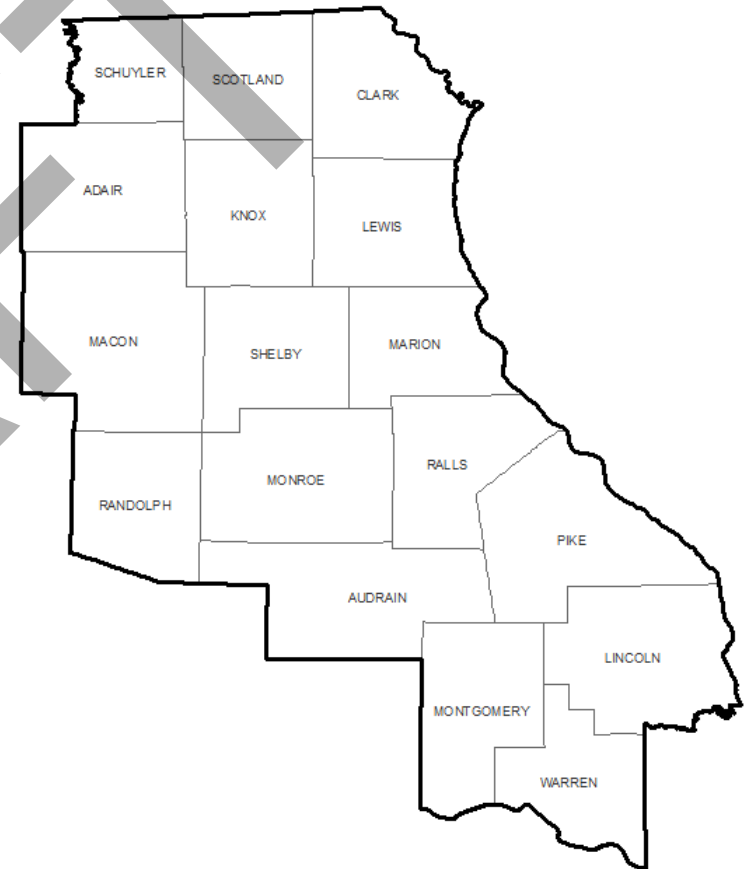 SCHUYLER
SCOTLAND
CLARK
ADAIR
KNOX
LEWIS
MACON
SHELBY
MARION
RANDOLPH
MONROE
RALLS
PIKE
AUDRAIN
LINCOLN
MONTGOMERY
WARREN